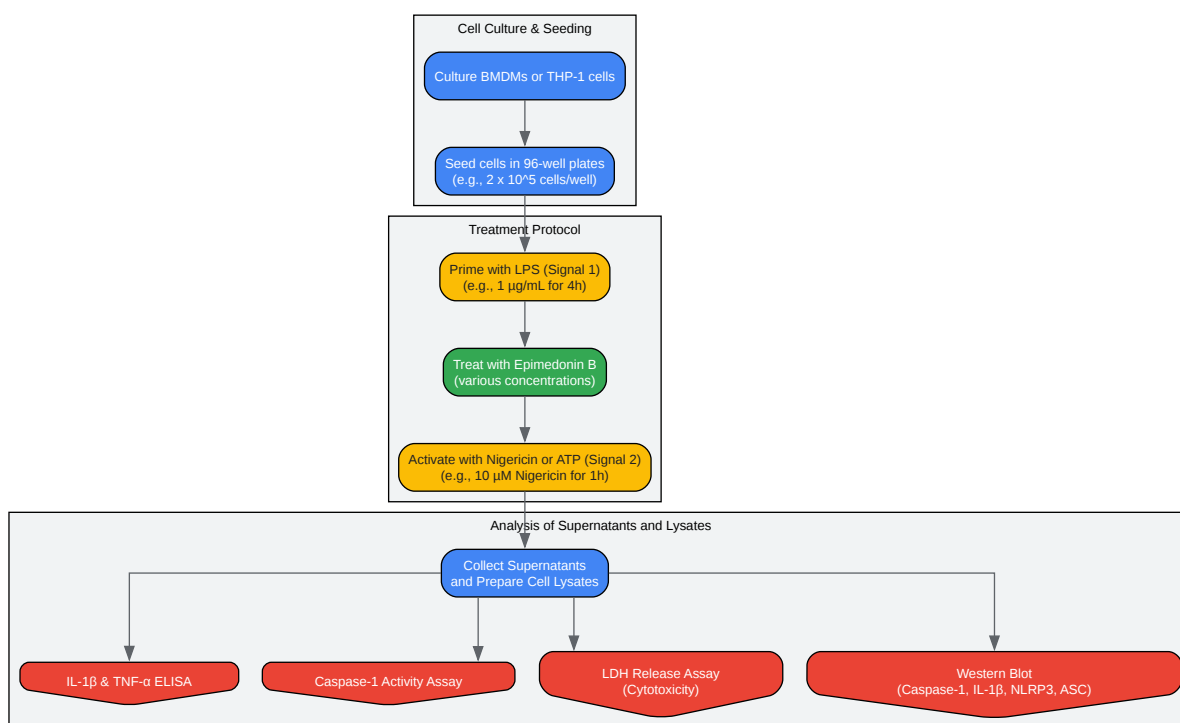 Cell Culture & Seeding
Culture BMDMs or THP-1 cells
Seed cells in 96-well plates
(e.g., 2 x 10^5 cells/well)
Treatment Protocol
Prime with LPS (Signal 1)
(e.g., 1 µg/mL for 4h)
Treat with Epimedonin B
(various concentrations)
Activate with Nigericin or ATP (Signal 2)
(e.g., 10 µM Nigericin for 1h)
Analysis of Supernatants and Lysates
Collect Supernatants
and Prepare Cell Lysates
IL-1β & TNF-α ELISA
Caspase-1 Activity Assay
LDH Release Assay
(Cytotoxicity)
Western Blot
(Caspase-1, IL-1β, NLRP3, ASC)